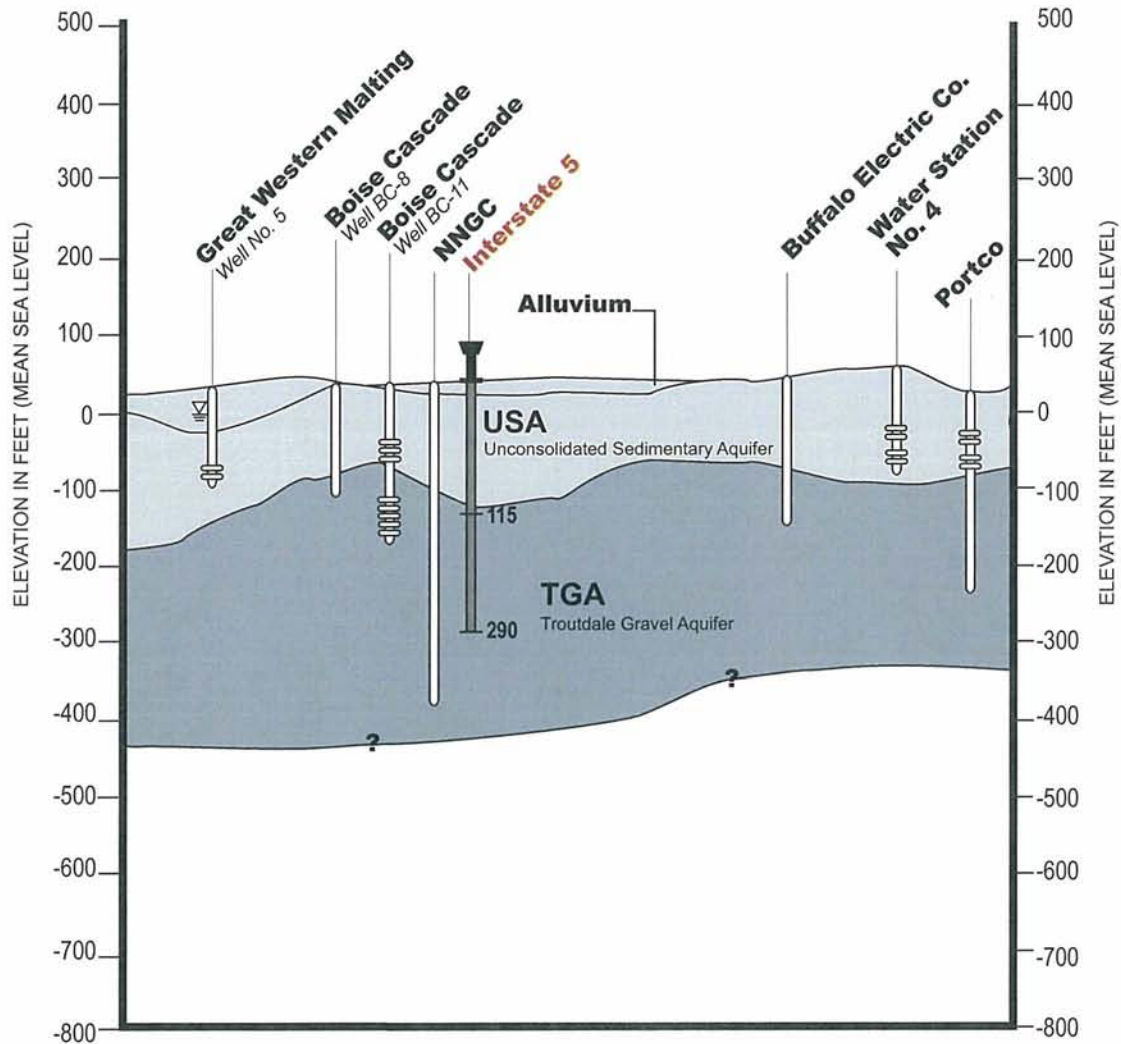 500
400
300
200
100
0
-100
-200
-300
-400
-500
-600
-700
-800
ELEVATION IN FEET (MEAN SEA LEVEL)
Great Western Malting
Well No. 5
Boise Cascade
Well BC-8
Boise Cascade
Well BC-11
NNGC
Interstate 5
Alluvium
Buffalo Electric Co.
Water Station
No. 4
Portco
USA
Unconsolidated Sedimentary Aquifer
115
TGA
Troutdale Gravel Aquifer
290
?
?
500
400
300
200
100
0
-100
-200
-300
-400
-500
-600
-700
-800
ELEVATION IN FEET (MEAN SEA LEVEL)